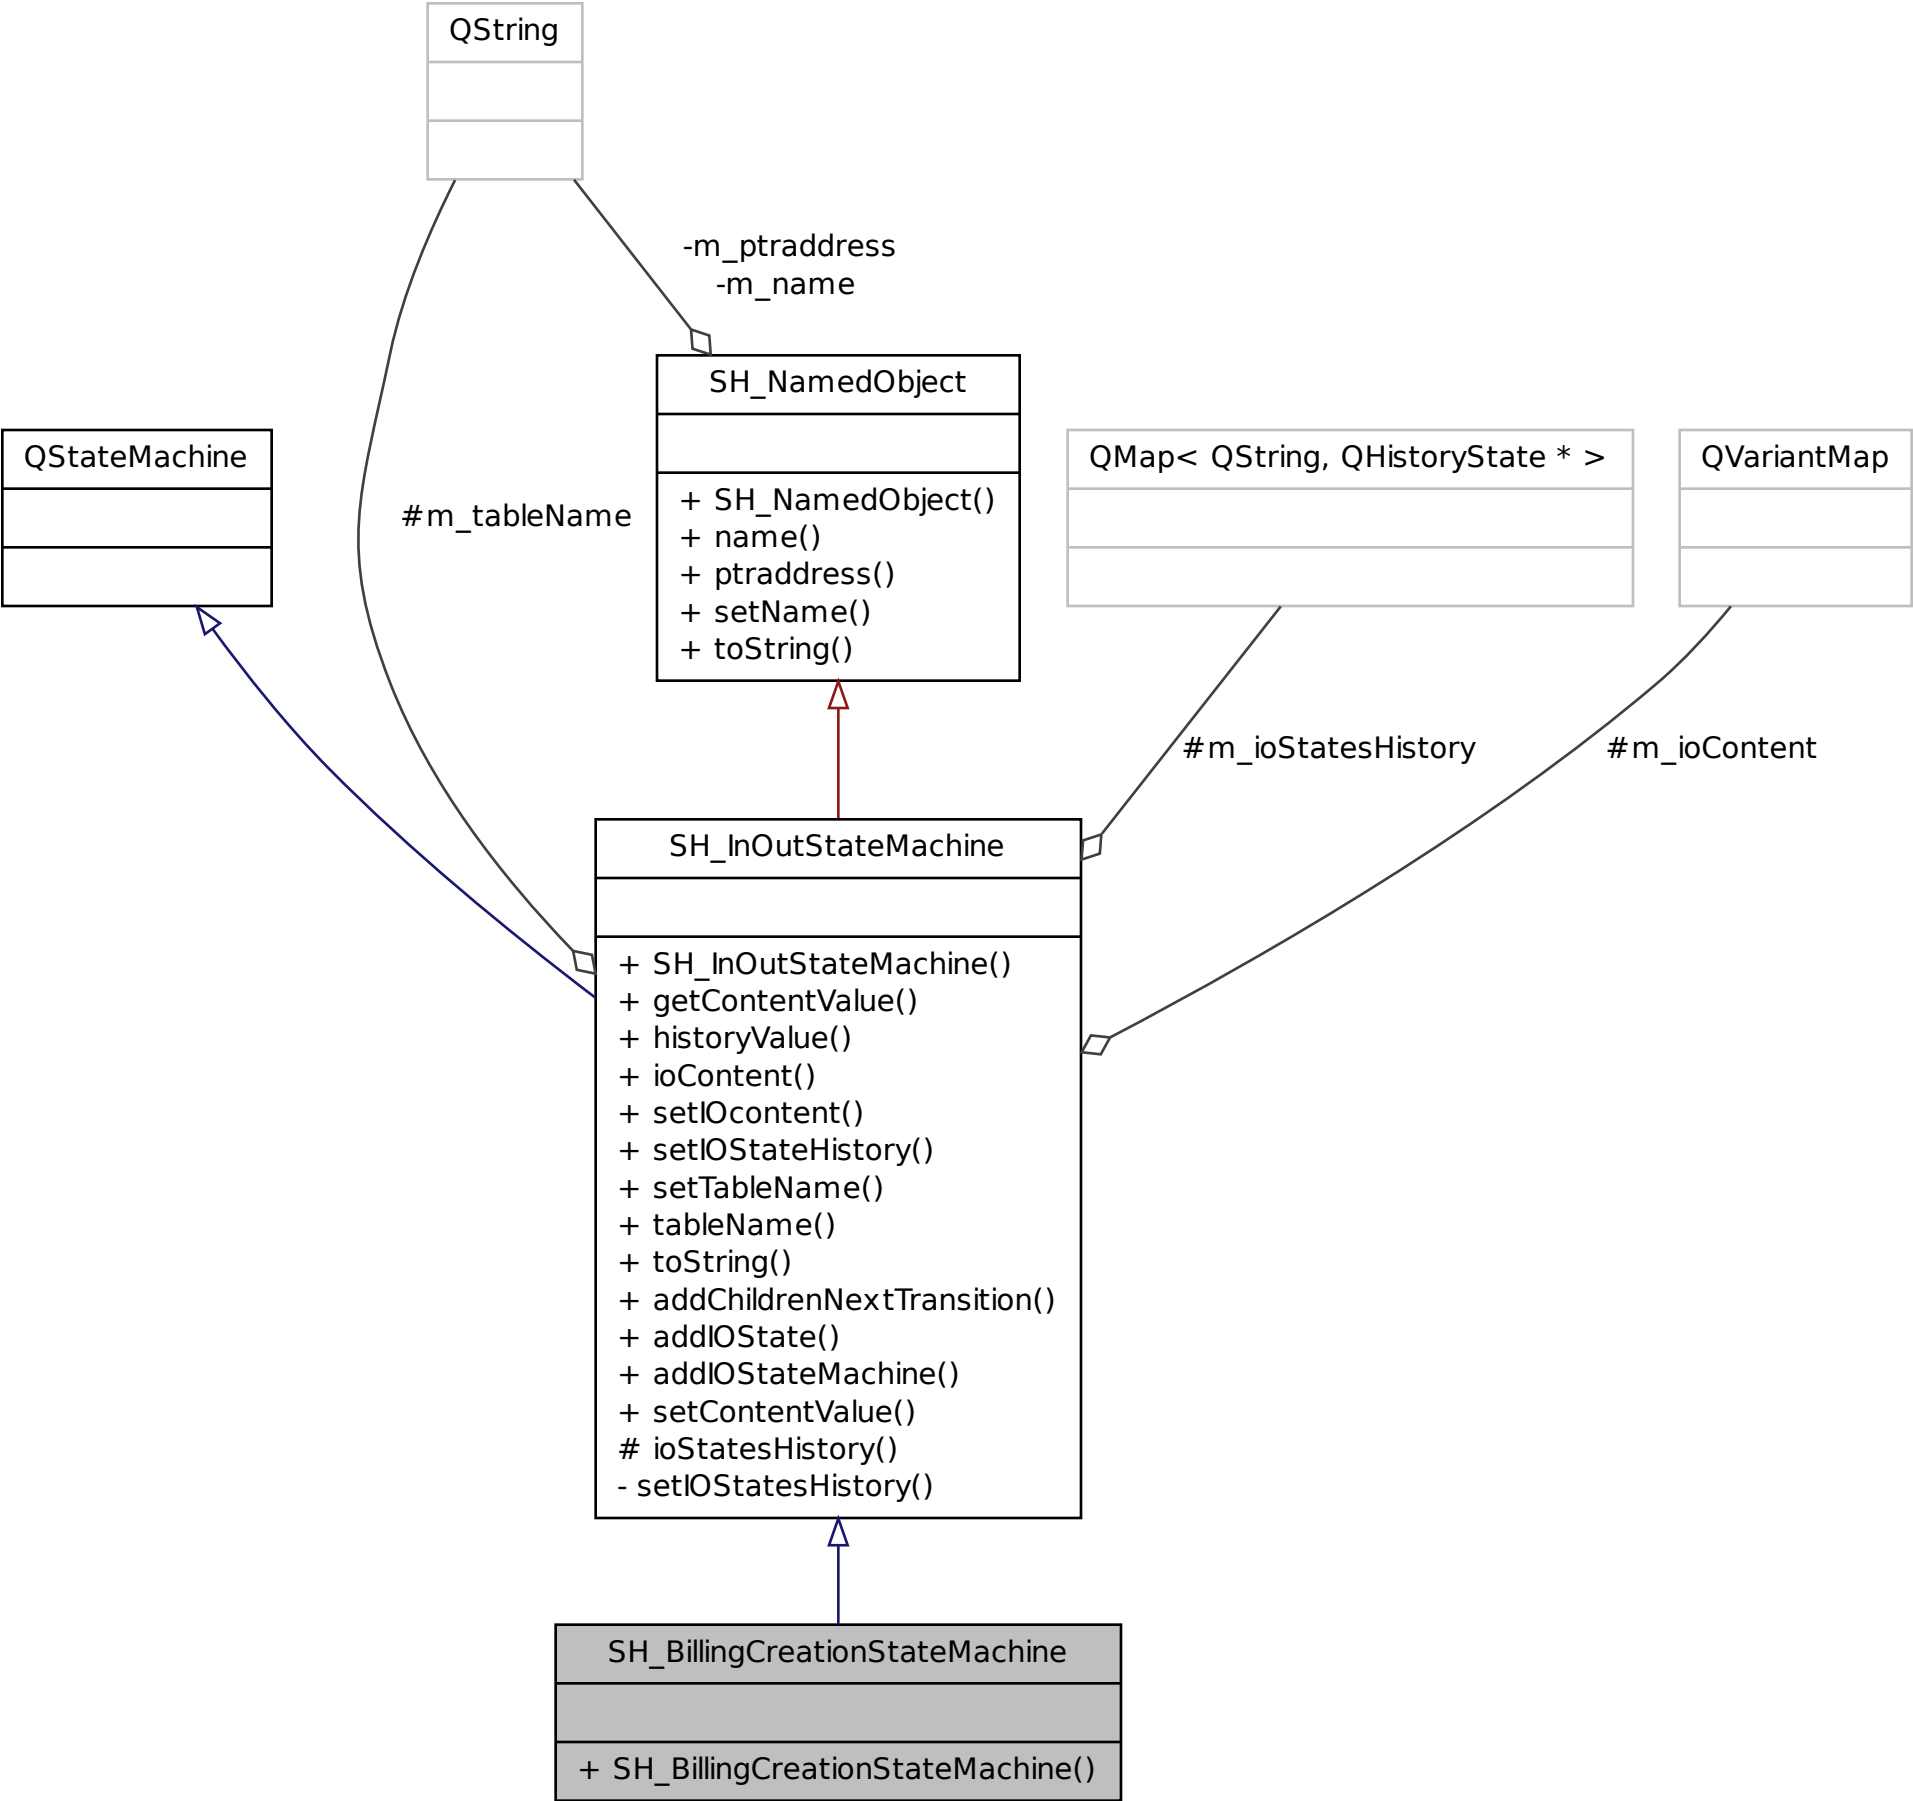 QString
-m_ptraddress
-m_name
SH_NamedObject
+ SH_NamedObject()
+ name()
+ ptraddress()
+ setName()
+ toString()
QStateMachine
#m_tableName
QMap< QString, QHistoryState * >
QVariantMap
#m_ioStatesHistory
#m_ioContent
SH_InOutStateMachine
+ SH_InOutStateMachine()
+ getContentValue()
+ historyValue()
+ ioContent()
+ setIOcontent()
+ setIOStateHistory()
+ setTableName()
+ tableName()
+ toString()
+ addChildrenNextTransition()
+ addIOState()
+ addIOStateMachine()
+ setContentValue()
# ioStatesHistory()
- setIOStatesHistory()
SH_BillingCreationStateMachine
+ SH_BillingCreationStateMachine()